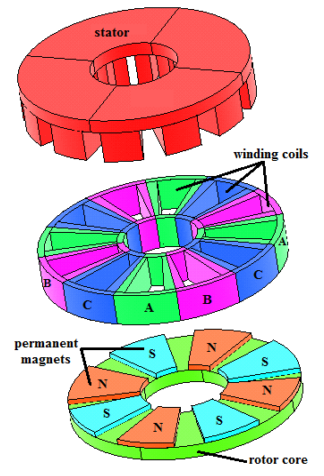 stator
winding coils
A
B
C
A
B
C
permanent
magnets
S
N
N
S
S
N
N
S
rotor core